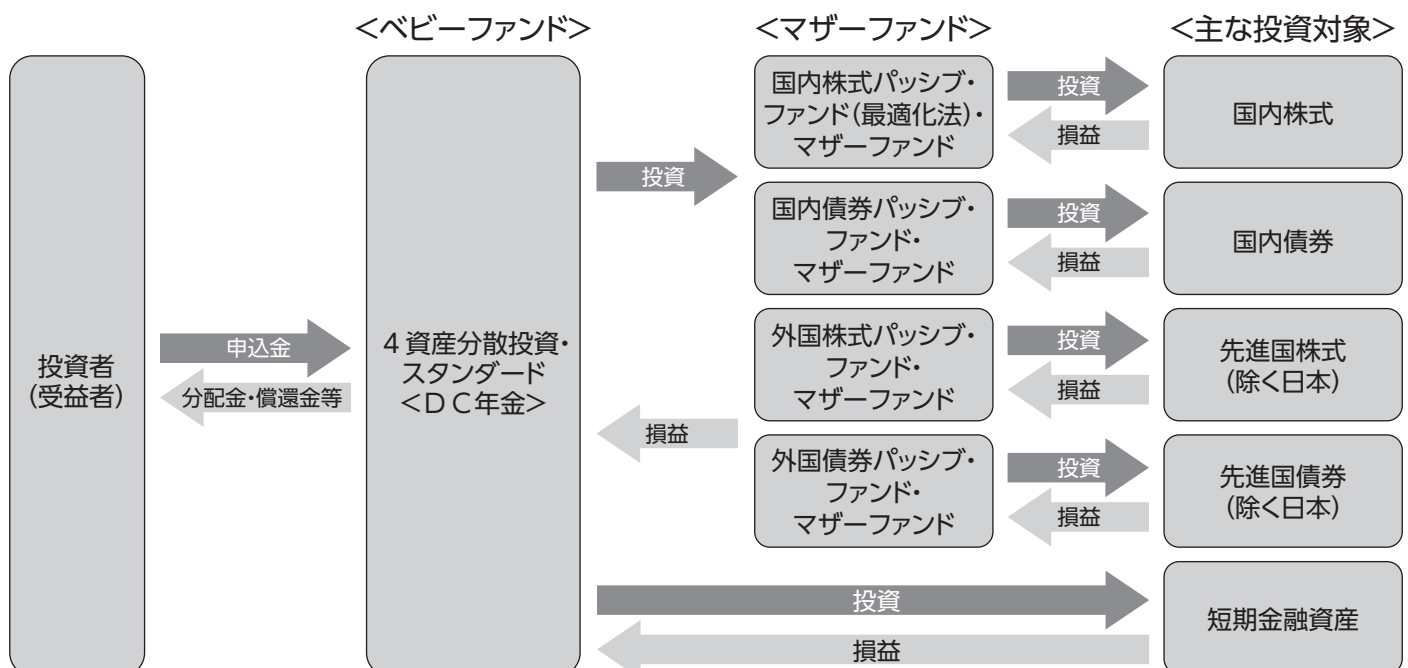 ＜ベビーファンド＞
＜マザーファンド＞
＜主な投資対象＞
投資者
(受益者)
申込金
分配金・償還金等
4資産分散投資・
スタンダード
＜DC年金＞
投資
損益
国内株式パッシブ・
ファンド(最適化法)・
マザーファンド
投資
損益
国内株式
国内債券パッシブ・
ファンド・
マザーファンド
投資
損益
国内債券
外国株式パッシブ・
ファンド・
マザーファンド
投資
損益
先進国株式
(除く日本)
外国債券パッシブ・
ファンド・
マザーファンド
投資
損益
先進国債券
(除く日本)
投資
損益
短期金融資産